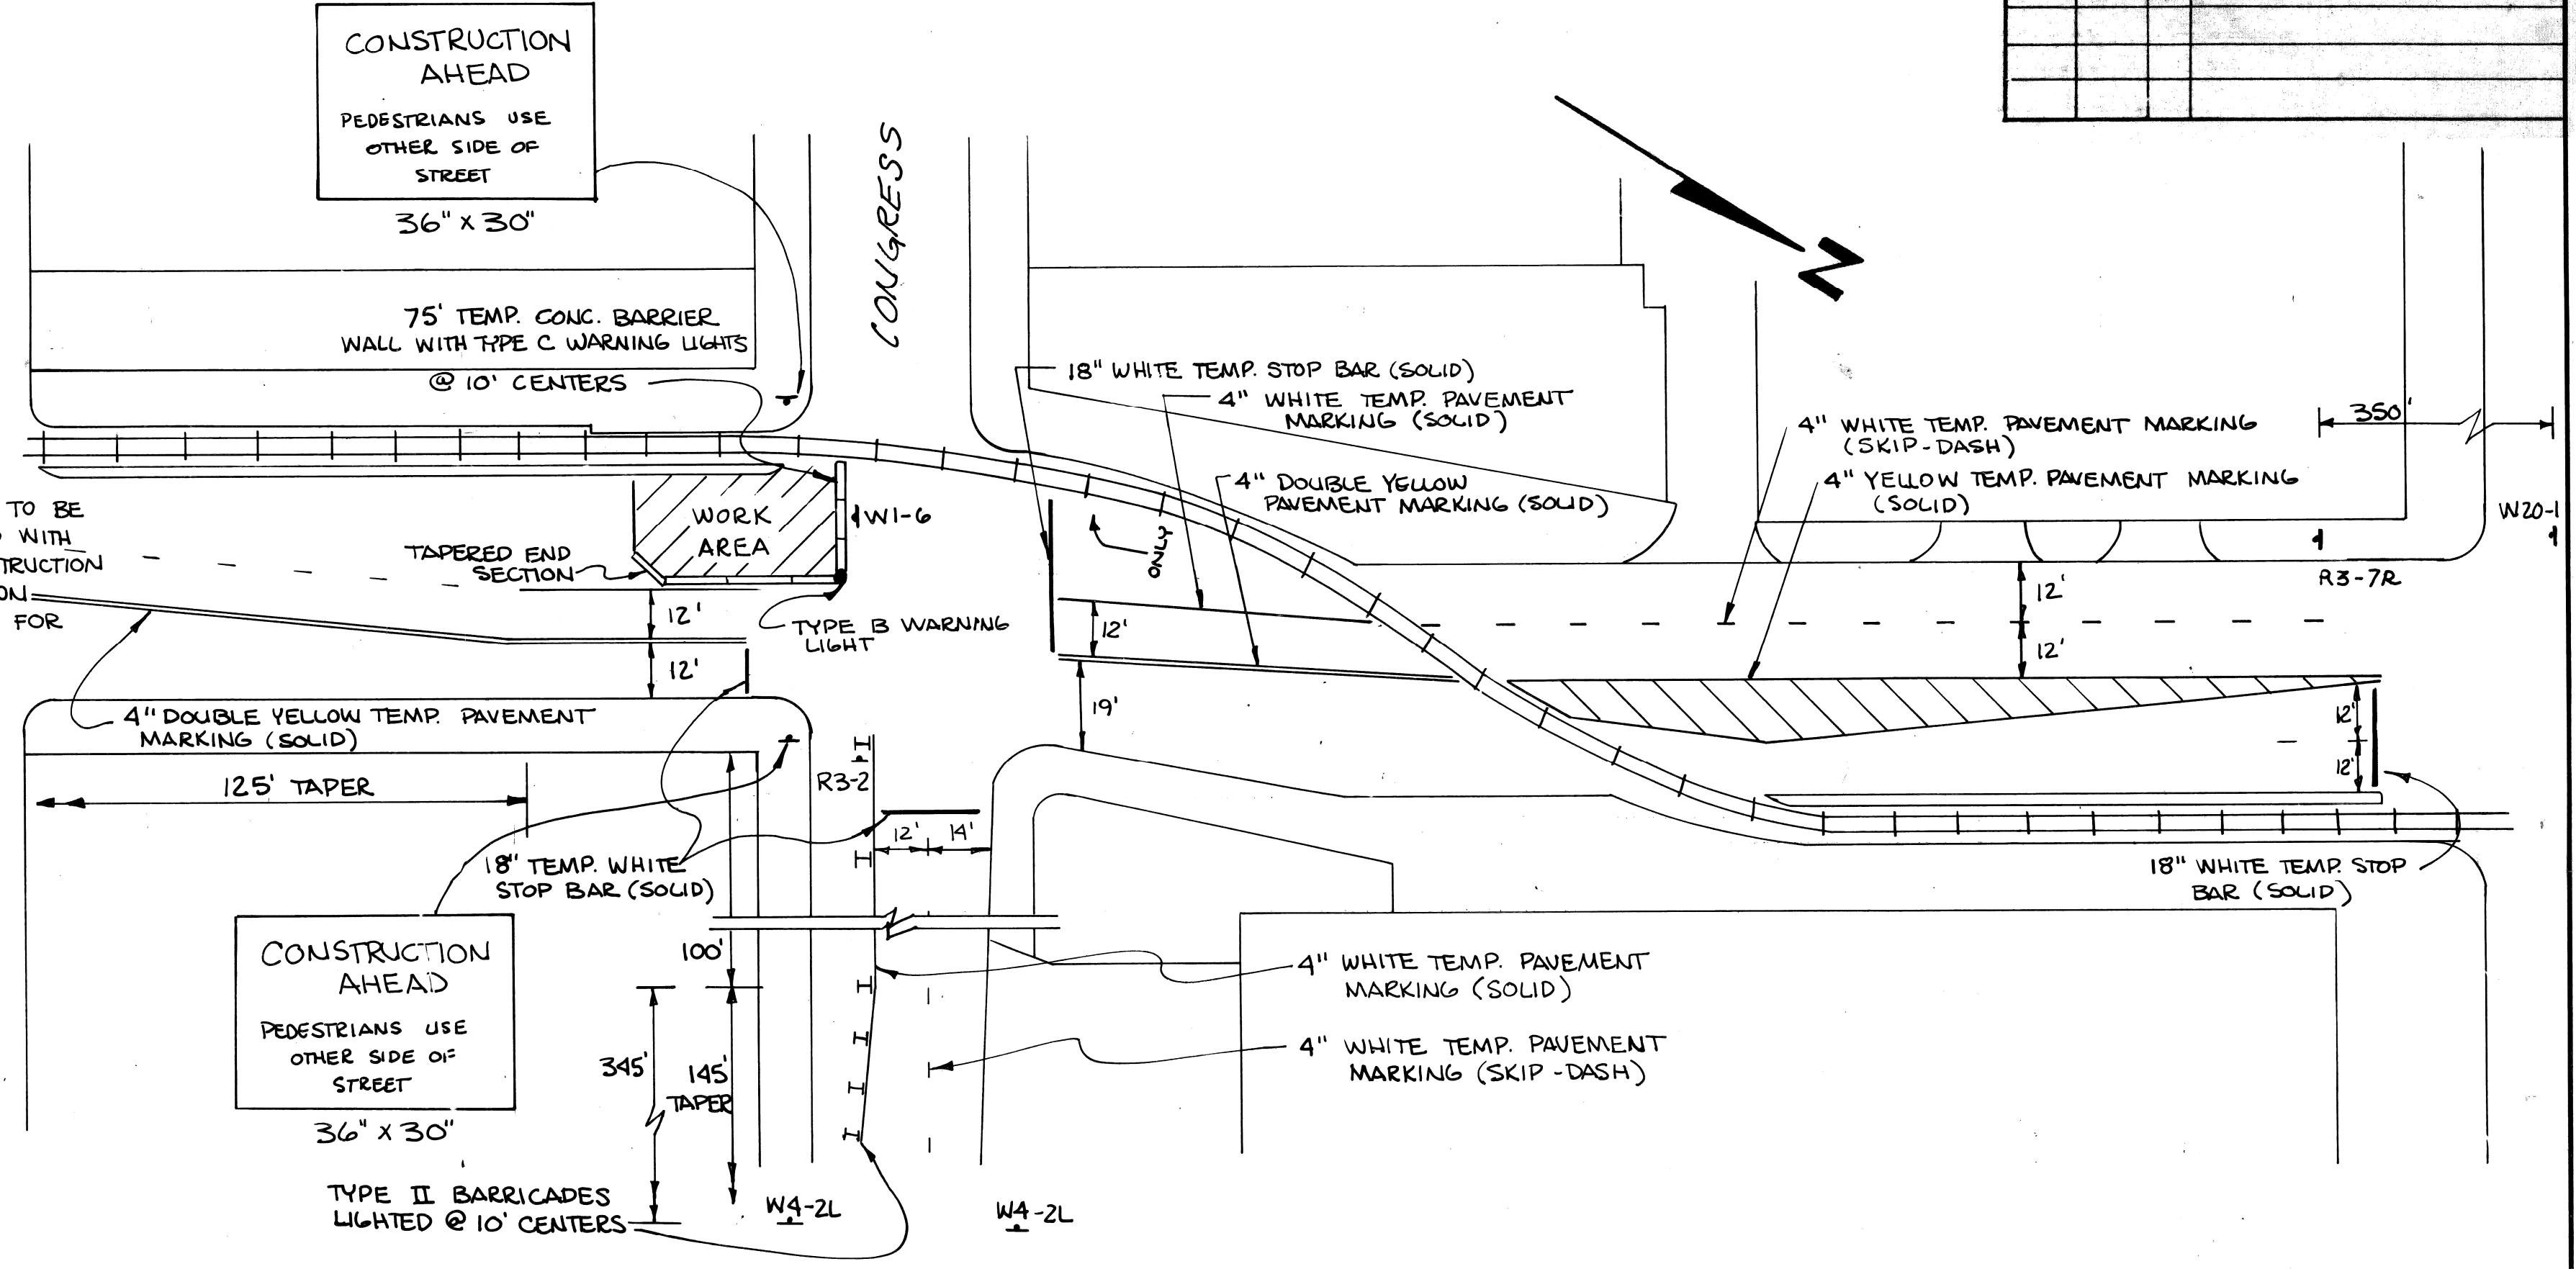 CONSTRUCTION
AHEAD
PEDESTRIANS USE
OTHER SIDE OF
STREET
36" X 30"
CONGRESS
N
75' TEMP. CONC. BARRIER
WALL WITH TYPE C WARNING LIGHTS
@ 10' CENTERS
18" WHITE TEMP. STOP BAR (SOLID)
4" WHITE TEMP. PAVEMENT
MARKING (SOLID)
4" DOUBLE YELLOW
PAVEMENT MARKING (SOLID)
4" WHITE TEMP. PAVEMENT MARKING
(SKIP-DASH)
4" YELLOW TEMP. PAVEMENT MARKING
(SOLID)
350'
W20-1
R3-7R
TO BE
WITH
TRUCTION
ON
FOR
WORK
AREA
W1-6
TAPERED END
SECTION
TYPE B WARNING
LIGHT
ONLY
12'
12'
12'
19'
12'
12'
12'
12'
4" DOUBLE YELLOW TEMP. PAVEMENT
MARKING (SOLID)
125' TAPER
R3-2
12'
14'
18" TEMP. WHITE
STOP BAR (SOLID)
18" WHITE TEMP. STOP
BAR (SOLID)
CONSTRUCTION
AHEAD
PEDESTRIANS USE
OTHER SIDE OF
STREET
36" X 30"
100'
345'
145'
TAPER
4" WHITE TEMP. PAVEMENT
MARKING (SOLID)
4" WHITE TEMP. PAVEMENT
MARKING (SKIP-DASH)
TYPE II BARRICADES
LIGHTED @ 10' CENTERS
W4-2L
W4-2L